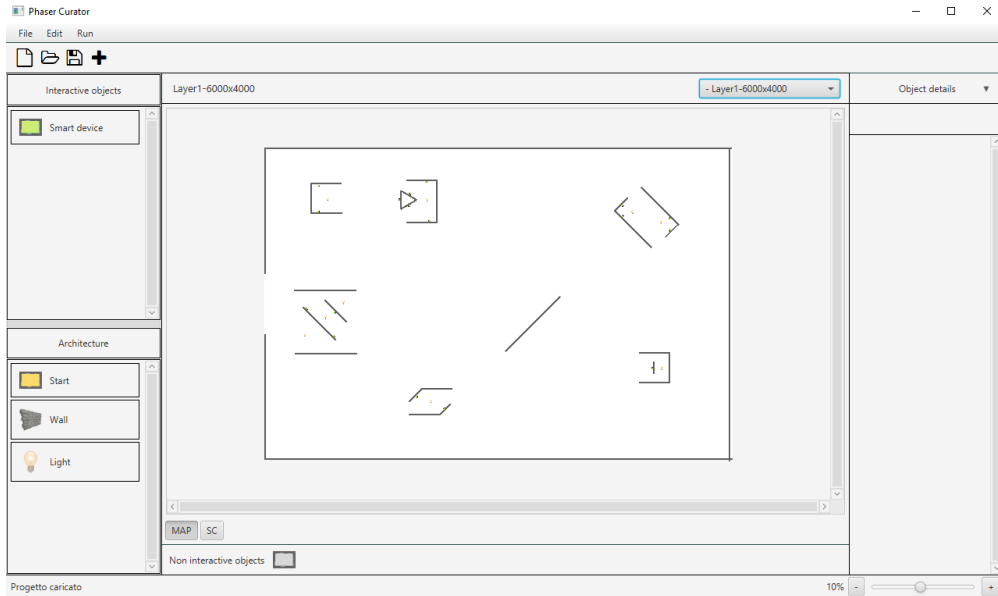 Phaser Curator
File Edit Run
Interactive objects
Layer1-6000x4000
- Layer1-6000x4000
Object details
Smart device
Architecture
Start
Wall
Light
MAP SC
Non interactive objects
Progetto caricato
10% - +